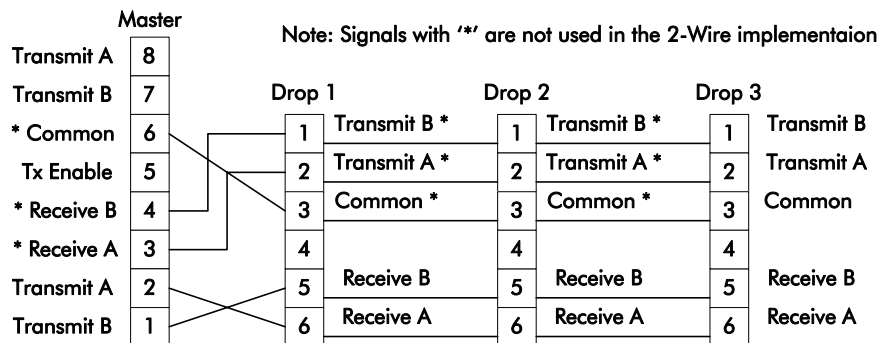 Master
Note: Signals with ‘*’ are not used in the 2-Wire implementaion
Transmit A 8
Transmit B 7
Drop 1 Drop 2 Drop 3
* Common 6
1 Transmit B * 1 Transmit B * 1 Transmit B
Tx Enable 5
2 Transmit A * 2 Transmit A * 2 Transmit A
* Receive B 4
3 Common * 3 Common * 3 Common
* Receive A 3
4 4 4
Transmit A 2
5 Receive B 5 Receive B 5 Receive B
Transmit B 1
6 Receive A 6 Receive A 6 Receive A